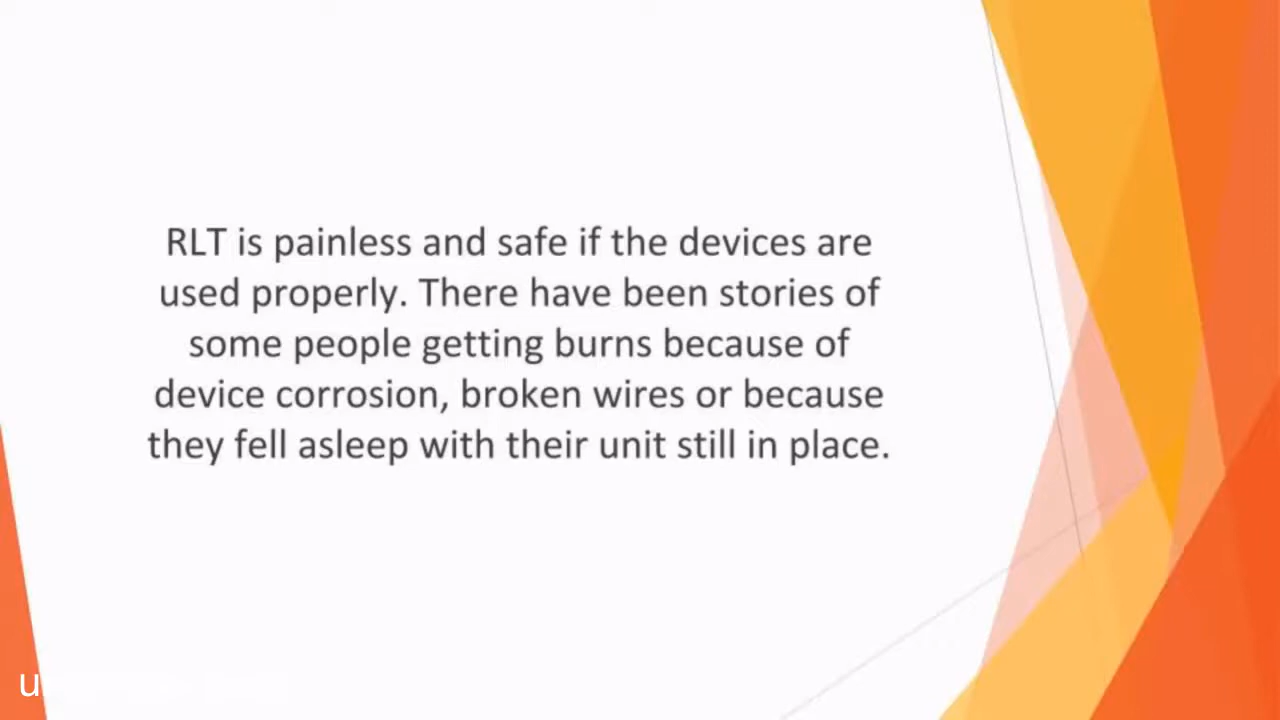 RLT is painless and safe if the devices are
used properly. There have been stories of
some people getting burns because of
device corrosion, broken wires or because
they fell asleep with their unit still in place.